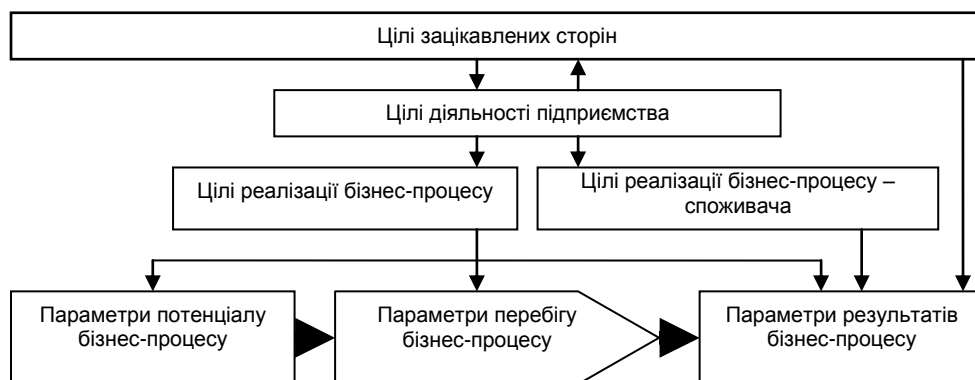 Цілі зацікавлених сторін
Цілі діяльності підприємства
Цілі реалізації бізнес-процесу
Цілі реалізації бізнес-процесу –
споживача
Параметри потенціалу
бізнес-процесу
Параметри перебігу
бізнес-процесу
Параметри результатів
бізнес-процесу